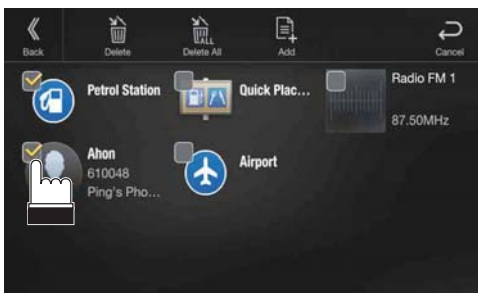 Back
Delete
ALL
Delete All
Add
Cancel
Petrol Station
Quick Plac...
Radio FM 1
87.50MHz
Ahon
610048
Ping's Pho...
Airport